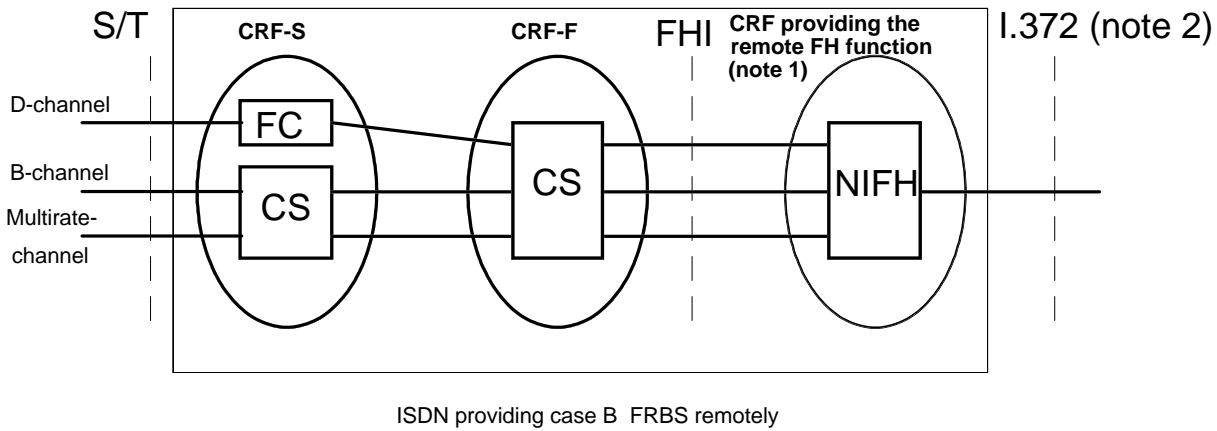 S/T
CRF-S
CRF-F
FHI
CRF providing the
remote FH function
(note 1)
I.372 (note 2)
D-channel
FC
B-channel
CS
CS
NIFH
Multirate-
channel
ISDN providing case B FRBS remotely